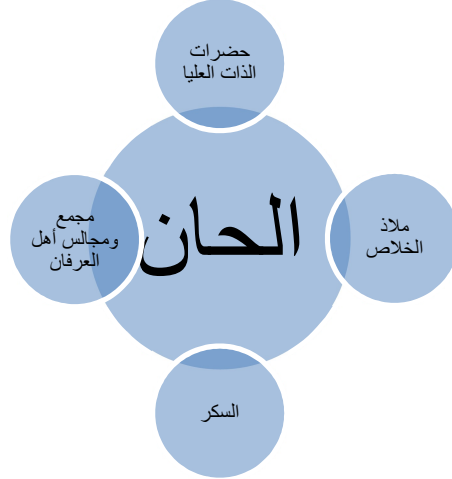 حضرات
الذات العليا
ملاذ
الخلاص
الحان
مجمع
ومجالس أهل
العرفان
السكر